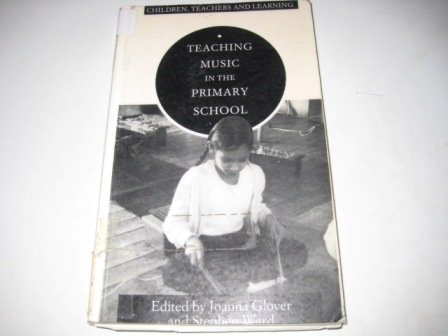 CHILDREN, TEACHERS AND LEARNING
TEACHING
MUSIC
IN THE
PRIMARY
SCHOOL
Edited by Joanna Glover
and Stephen Ward